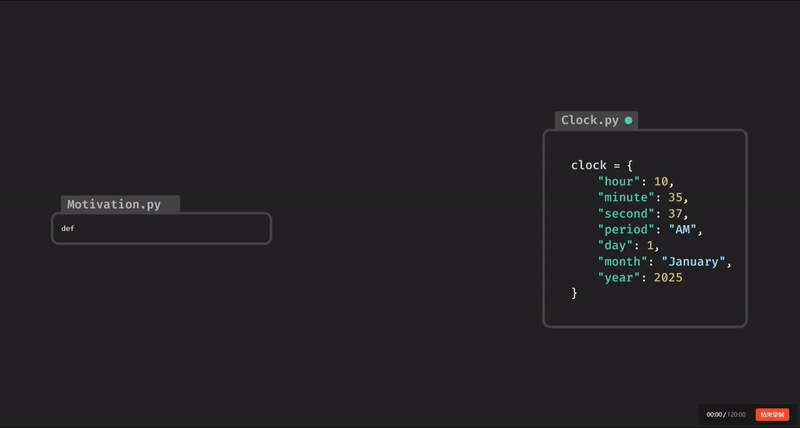 Motivation.py
def
Clock.py
clock = {
    "hour": 10,
    "minute": 35,
    "second": 37,
    "period": "AM",
    "day": 1,
    "month": "January",
    "year": 2025
}
00:00 / 120:00 结束录制